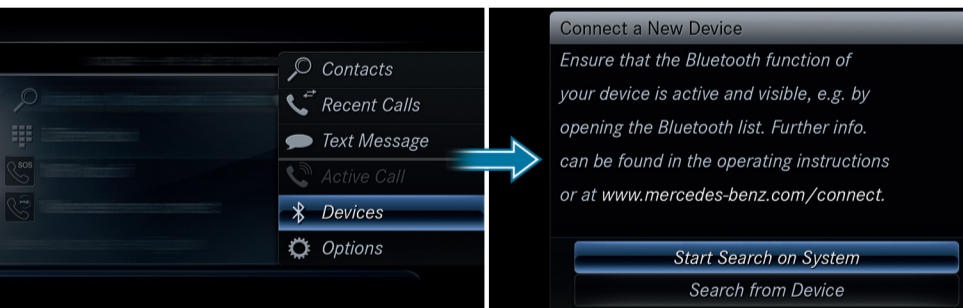 Contacts
Recent Calls
Text Message
Active Call
Devices
Options
SOS
Connect a New Device
Ensure that the Bluetooth function of
your device is active and visible, e.g. by
opening the Bluetooth list. Further info.
can be found in the operating instructions
or at www.mercedes-benz.com/connect.
Start Search on System
Search from Device